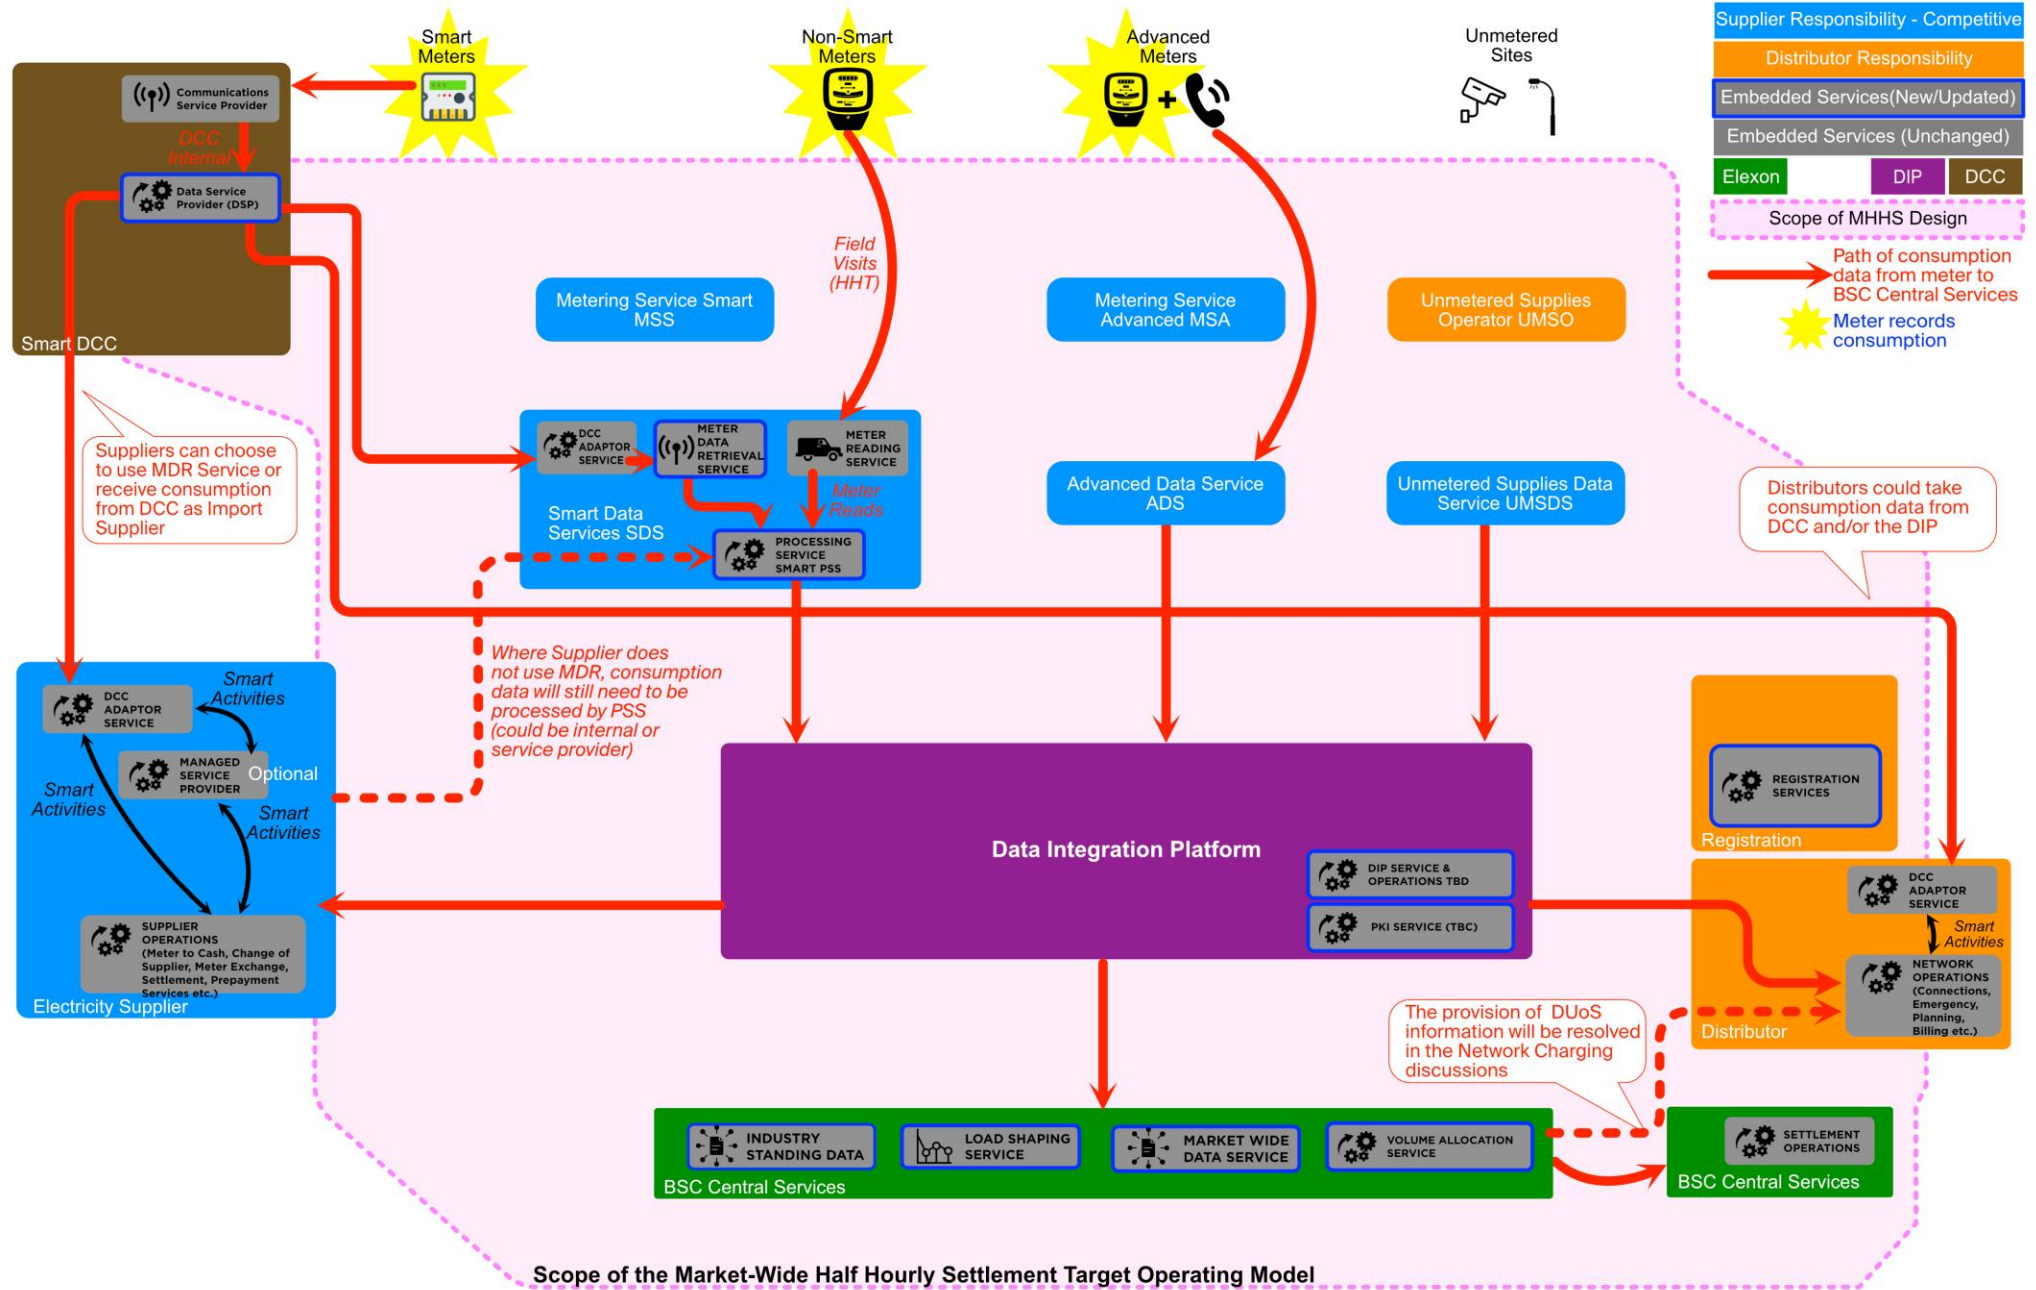 Smart
Meters
Non-Smart
Meters
Advanced
Meters
Unmetered
Sites
Supplier Responsibility - Competitive
Distributor Responsibility
Embedded Services(New/Updated)
Embedded Services (Unchanged)
Elexon
DIP
DCC
Scope of MHHS Design
Path of consumption
data from meter to
BSC Central Services
Meter records
consumption
Communications
Service Provider
DCC
Internal
Data Service
Provider (DSP)
Smart DCC
Field
Visits
(HHT)
Metering Service Smart
MSS
Metering Service
Advanced MSA
Unmetered Supplies
Operator UMSO
Suppliers can choose
to use MDR Service or
receive consumption
from DCC as Import
Supplier
DCC
ADAPTOR
SERVICE
METER
DATA
RETRIEVAL
SERVICE
METER
READING
SERVICE
Meter
Reads
Smart Data
Services SDS
PROCESSING
SERVICE
SMART PSS
Advanced Data Service
ADS
Unmetered Supplies Data
Service UMSDS
Distributors could take
consumption data from
DCC and/or the DIP
Where Supplier does
not use MDR, consumption
data will still need to be
processed by PSS
(could be internal or
service provider)
DCC
ADAPTOR
SERVICE
Smart
Activities
MANAGED
SERVICE
PROVIDER
Optional
Smart
Activities
Smart
Activities
SUPPLIER
OPERATIONS
(Meter to Cash, Change of
Supplier, Meter Exchange,
Settlement, Prepayment
Services etc.)
Electricity Supplier
Data Integration Platform
DIP SERVICE &
OPERATIONS TBD
PKI SERVICE (TBC)
REGISTRATION
SERVICES
Registration
DCC
ADAPTOR
SERVICE
Smart
Activities
NETWORK
OPERATIONS
(Connections,
Emergency,
Planning,
Billing etc.)
Distributor
The provision of DUoS
information will be resolved
in the Network Charging
discussions
INDUSTRY
STANDING DATA
LOAD SHAPING
SERVICE
MARKET WIDE
DATA SERVICE
VOLUME ALLOCATION
SERVICE
BSC Central Services
SETTLEMENT
OPERATIONS
BSC Central Services
Scope of the Market-Wide Half Hourly Settlement Target Operating Model